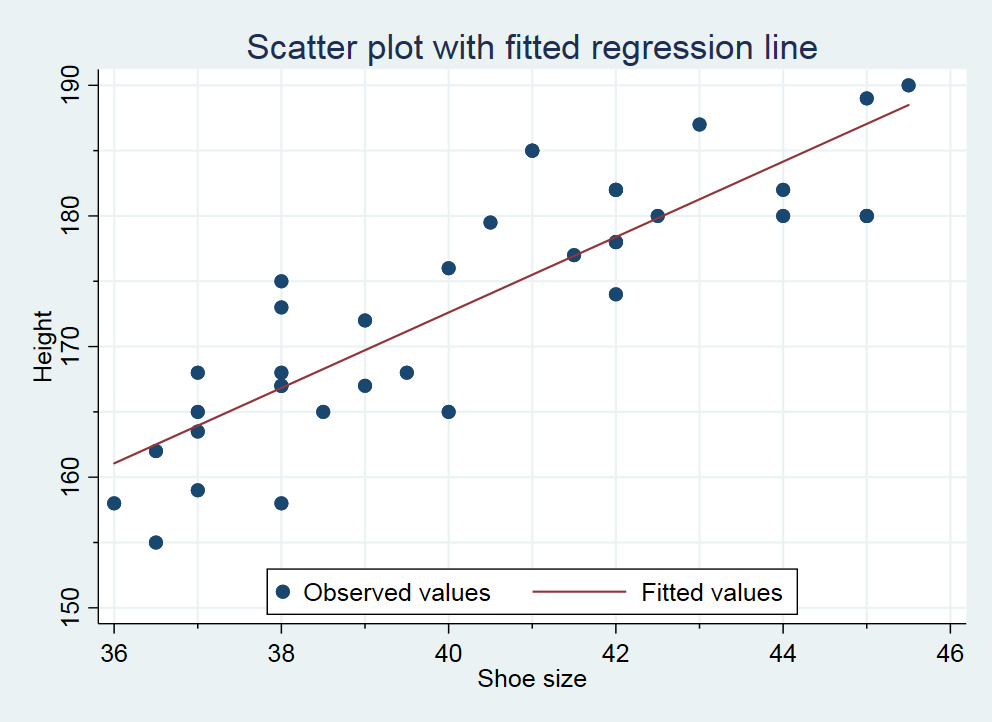 Scatter plot with fitted regression line
190
180
170
160
150
Height
36 38 40 42 44 46
Shoe size
Observed values Fitted values